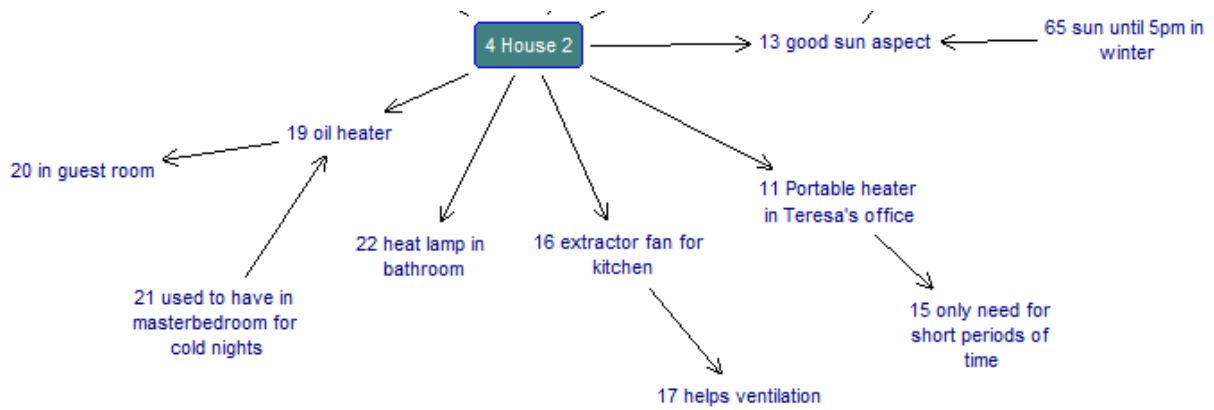 4 House 2
13 good sun aspect
65 sun until 5pm in
winter
19 oil heater
20 in guest room
11 Portable heater
in Teresa's office
22 heat lamp in
bathroom
16 extractor fan for
kitchen
21 used to have in
masterbedroom for
cold nights
15 only need for
short periods of
time
17 helps ventilation